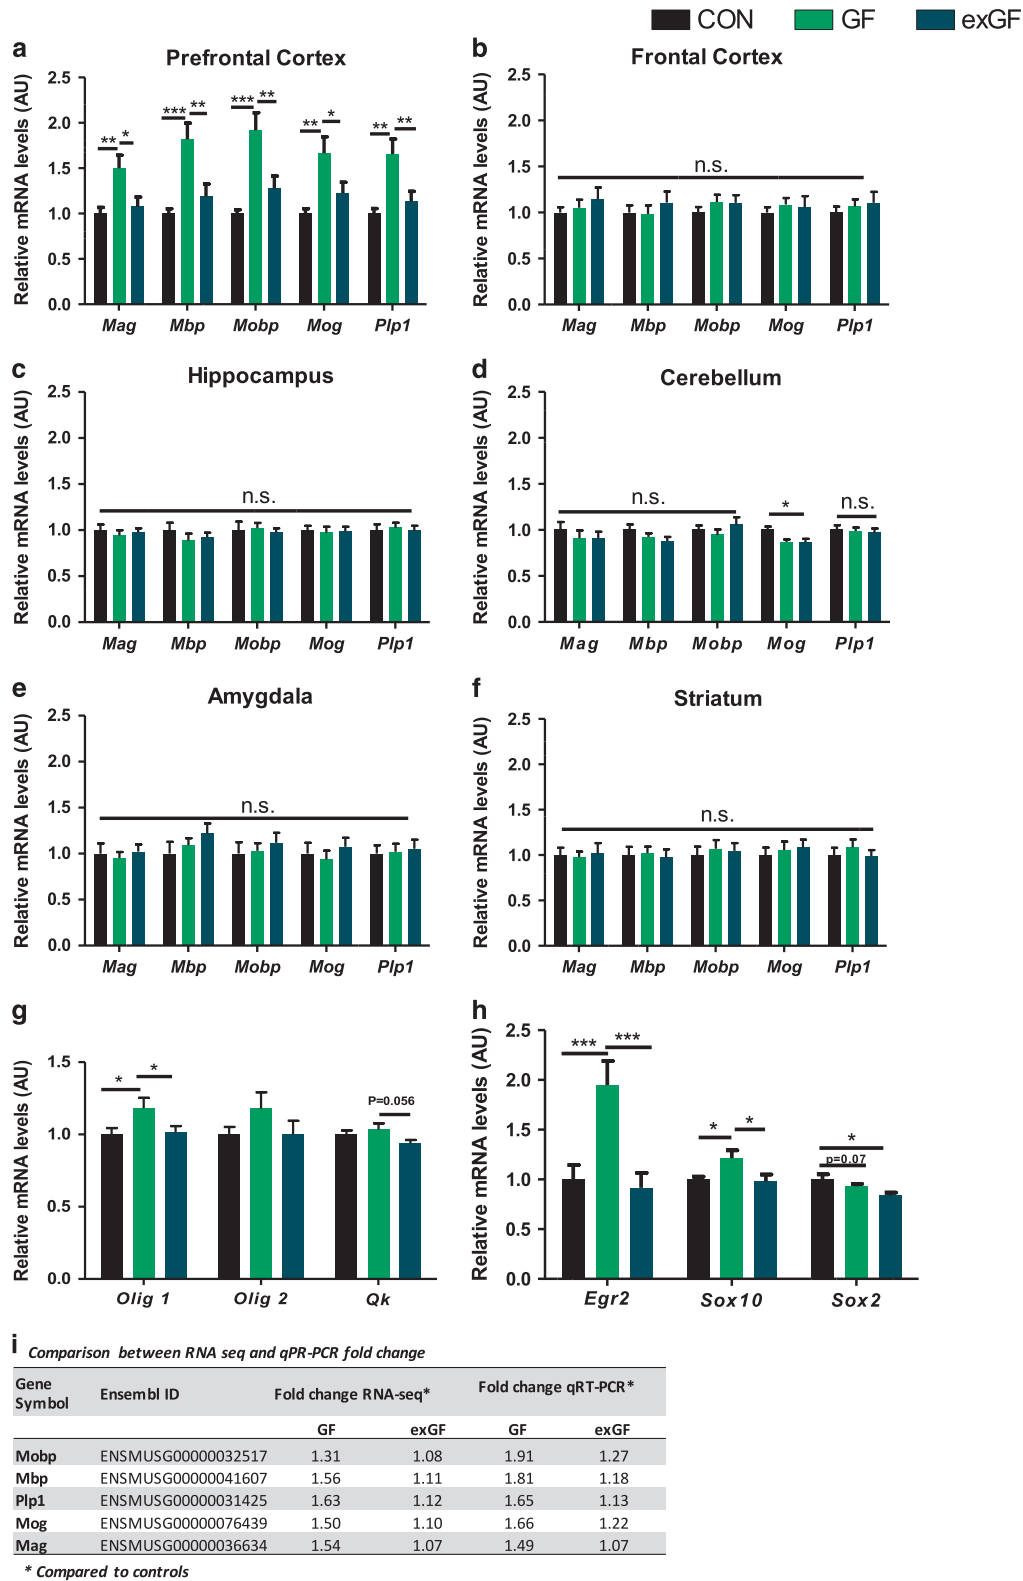 CON GF exGF
a Prefrontal Cortex
Relative mRNA levels (AU)
2.5
2.0
1.5
1.0
0.5
0.0
** * *** ** *** ** ** * ** **
Mag Mbp Mobp Mog Plp1
b Frontal Cortex
Relative mRNA levels (AU)
2.5
2.0
1.5
1.0
0.5
0.0
n.s.
Mag Mbp Mobp Mog Plp1
c Hippocampus
Relative mRNA levels (AU)
2.5
2.0
1.5
1.0
0.5
0.0
n.s.
Mag Mbp Mobp Mog Plp1
d Cerebellum
Relative mRNA levels (AU)
2.5
2.0
1.5
1.0
0.5
0.0
n.s. * n.s.
Mag Mbp Mobp Mog Plp1
e Amygdala
Relative mRNA levels (AU)
2.5
2.0
1.5
1.0
0.5
0.0
n.s.
Mag Mbp Mobp Mog Plp1
f Striatum
Relative mRNA levels (AU)
2.5
2.0
1.5
1.0
0.5
0.0
n.s.
Mag Mbp Mobp Mog Plp1
g
Relative mRNA levels (AU)
1.5
1.0
0.5
0.0
* * P=0.056
Olig 1 Olig 2 Qk
h
Relative mRNA levels (AU)
2.5
2.0
1.5
1.0
0.5
0.0
*** *** * * *
p=0.07
Egr2 Sox10 Sox2
i Comparison between RNA seq and qPR-PCR fold change
Gene Symbol Ensembl ID Fold change RNA-seq* Fold change qRT-PCR*
GF exGF GF exGF
Mobp ENSMUSG00000032517 1.31 1.08 1.91 1.27
Mbp ENSMUSG00000041607 1.56 1.11 1.81 1.18
Plp1 ENSMUSG00000031425 1.63 1.12 1.65 1.13
Mog ENSMUSG00000076439 1.50 1.10 1.66 1.22
Mag ENSMUSG00000036634 1.54 1.07 1.49 1.07
* Compared to controls